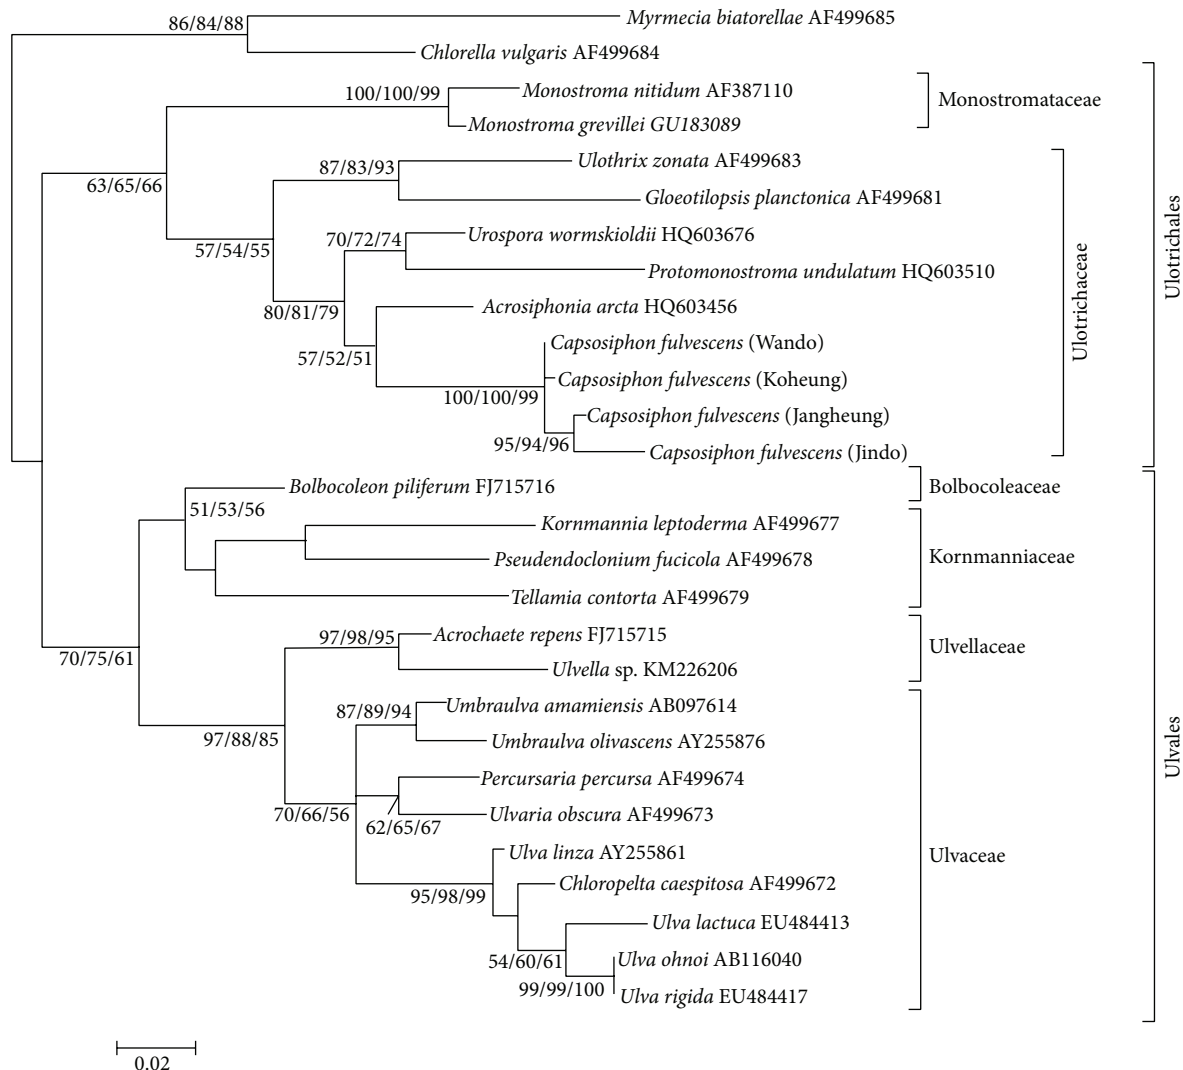 86/84/88
Myrmecia biatorellae AF499685
Chlorella vulgaris AF499684
100/100/99
Monostroma nitidum AF387110
Monostroma grevillei GU183089
Monostromataceae
63/65/66
87/83/93
Ulothrix zonata AF499683
Gloeotilopsis planctonica AF499681
57/54/55
70/72/74
Urospora wormskioldii HQ603676
Protomonostroma undulatum HQ603510
80/81/79
Acrosiphonia arcta HQ603456
57/52/51
Capsosiphon fulvescens (Wando)
Capsosiphon fulvescens (Koheung)
100/100/99
Capsosiphon fulvescens (Jangheung)
95/94/96
Capsosiphon fulvescens (Jindo)
Ulotrichaceae
Ulotrichales
Bolbocoleon piliferum FJ715716
Bolbocoleaceae
51/53/56
Kornmannia leptoderma AF499677
Pseudendoclonium fucicola AF499678
Kornmanniaceae
Tellamia contorta AF499679
70/75/61
97/98/95
Acrochaete repens FJ715715
Ulvella sp. KM226206
Ulvellaceae
97/88/85
87/89/94
Umbraulva amamiensis AB097614
Umbraulva olivascens AY255876
Percursaria percursa AF499674
70/66/56
Ulvaria obscura AF499673
62/65/67
Ulva linza AY255861
Ulvaceae
95/98/99
Chloropelta caespitosa AF499672
Ulva lactuca EU484413
54/60/61
Ulva ohnoi AB116040
99/99/100
Ulva rigida EU484417
Ulvales
0.02